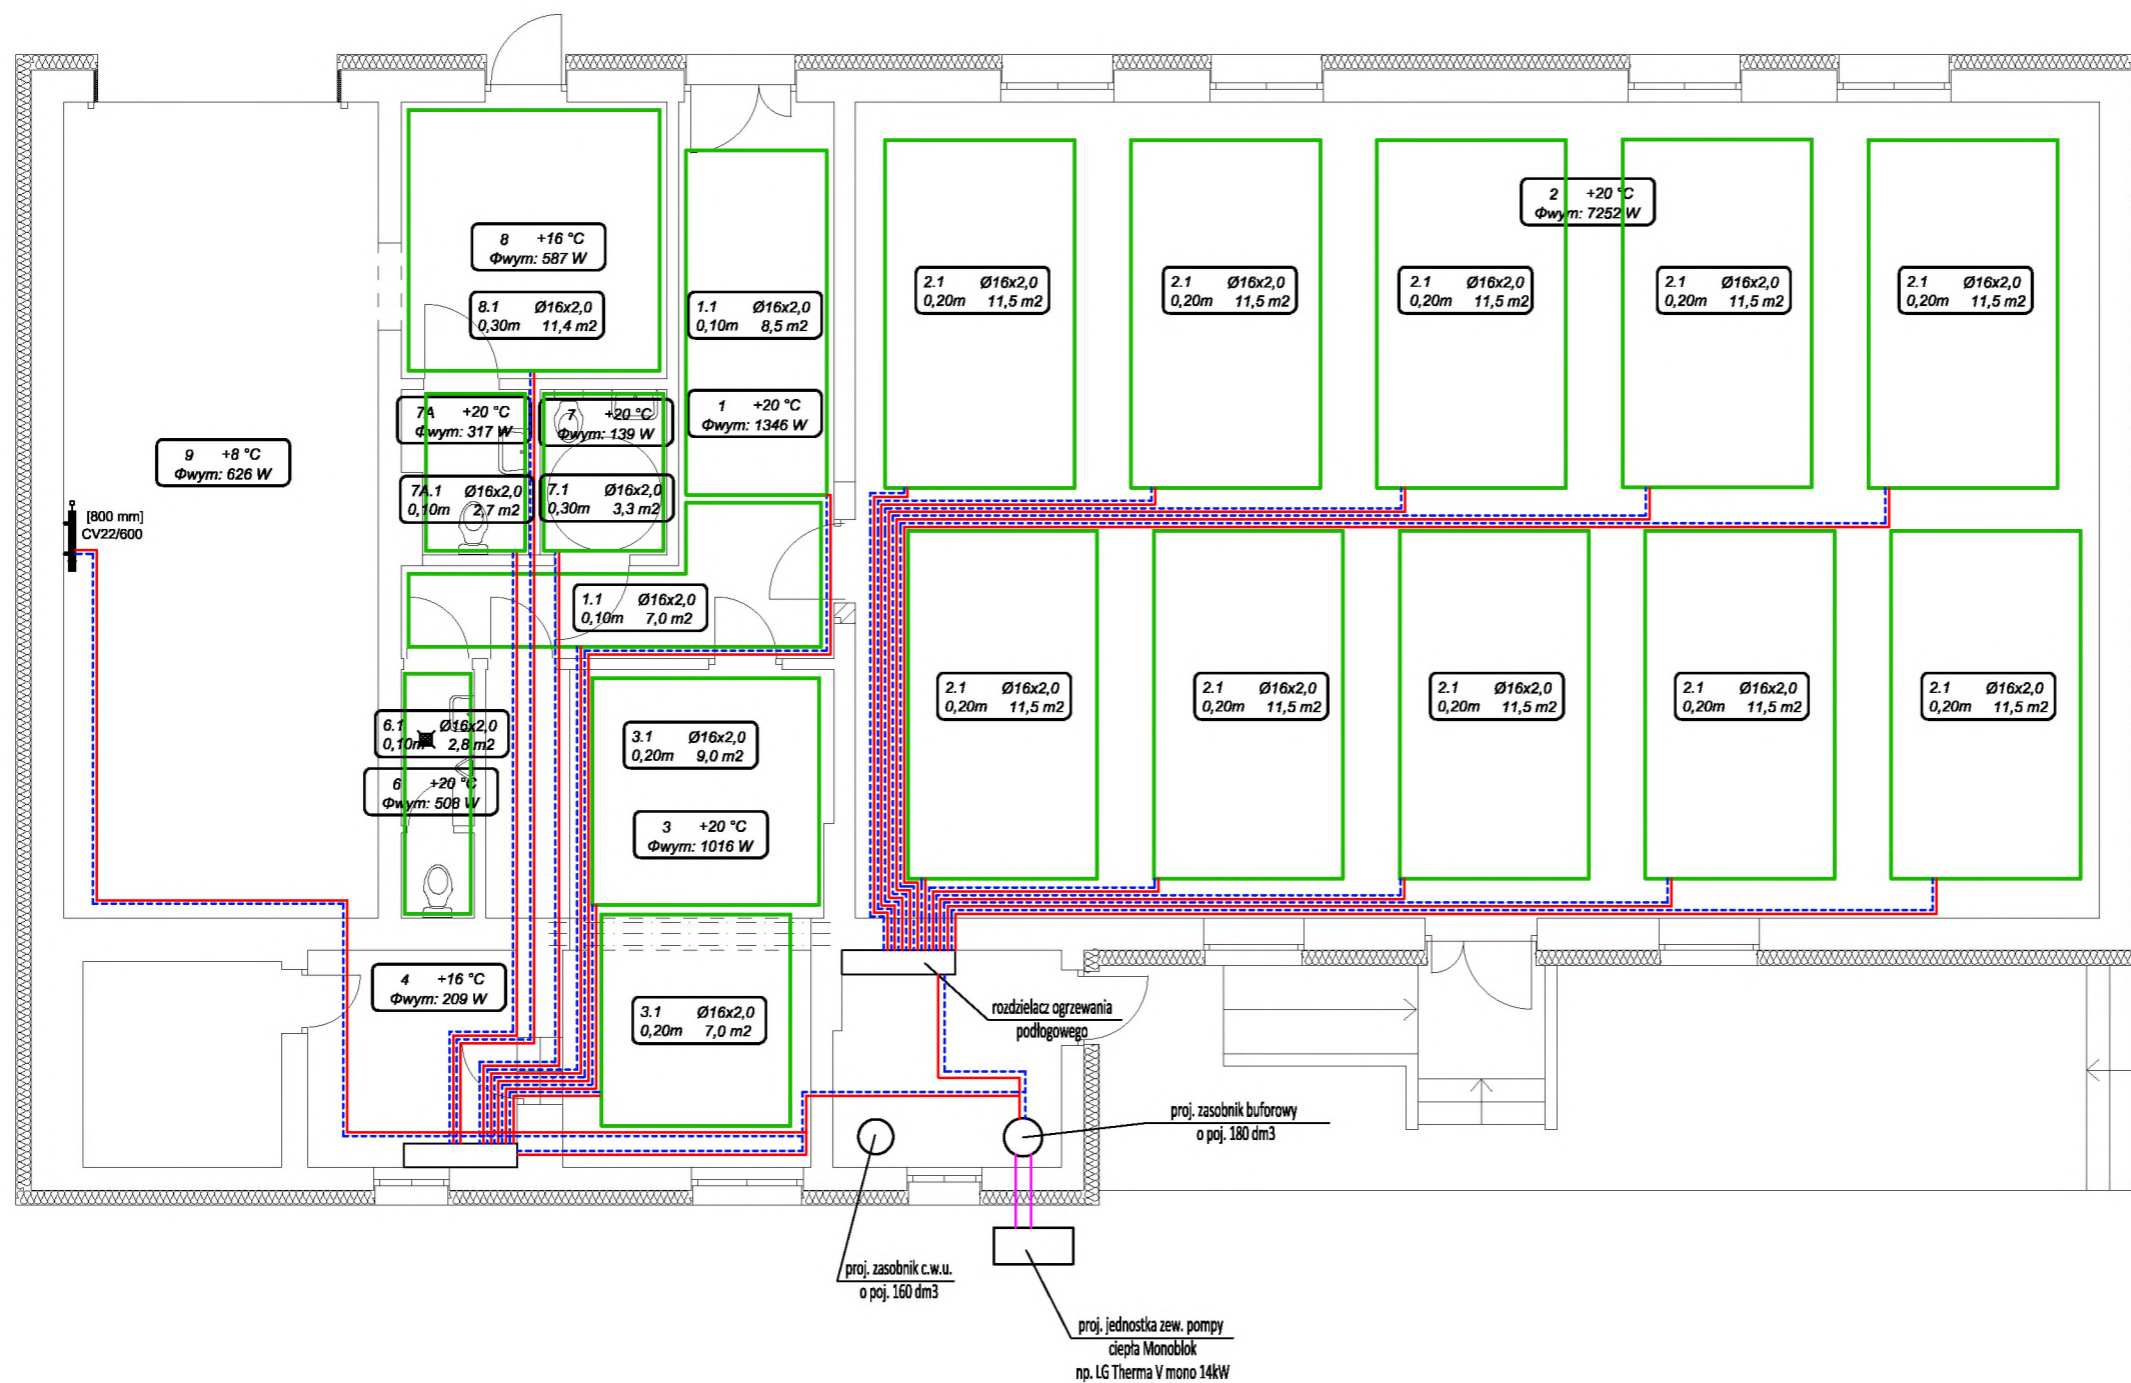 2 +20 °C
Φwym: 7252 W
8 +16 °C
Φwym: 587 W
8.1 Ø16x2,0
0,30m 11,4 m2
1.1 Ø16x2,0
0,10m 8,5 m2
2.1 Ø16x2,0
0,20m 11,5 m2
2.1 Ø16x2,0
0,20m 11,5 m2
2.1 Ø16x2,0
0,20m 11,5 m2
2.1 Ø16x2,0
0,20m 11,5 m2
2.1 Ø16x2,0
0,20m 11,5 m2
7A +20 °C
Φwym: 317 W
7 +20 °C
Φwym: 139 W
1 +20 °C
Φwym: 1346 W
9 +8 °C
Φwym: 626 W
7A.1 Ø16x2,0
0,10m 2,7 m2
7.1 Ø16x2,0
0,30m 3,3 m2
[800 mm]
CV22/600
1.1 Ø16x2,0
0,10m 7,0 m2
6.1 Ø16x2,0
0,10m 2,8 m2
3.1 Ø16x2,0
0,20m 9,0 m2
2.1 Ø16x2,0
0,20m 11,5 m2
2.1 Ø16x2,0
0,20m 11,5 m2
2.1 Ø16x2,0
0,20m 11,5 m2
2.1 Ø16x2,0
0,20m 11,5 m2
2.1 Ø16x2,0
0,20m 11,5 m2
6 +20 °C
Φwym: 508 W
3 +20 °C
Φwym: 1016 W
4 +16 °C
Φwym: 209 W
3.1 Ø16x2,0
0,20m 7,0 m2
rozdzielacz ogrzewania
podłogowego
proj. zasobnik buforowy
o poj. 180 dm3
proj. zasobnik c.w.u.
o poj. 160 dm3
proj. jednostka zew. pompy
ciepła Monoblok
np. LG Therma V mono 14kW